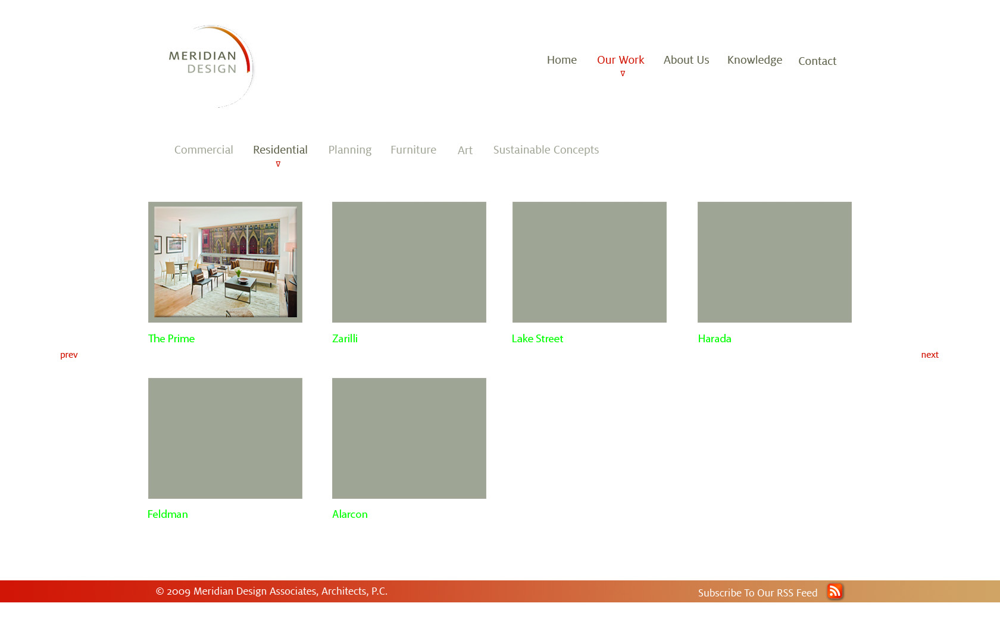 MERIDIAN
DESIGN
Home Our Work About Us Knowledge Contact
Commercial Residential Planning Furniture Art Sustainable Concepts
The Prime Zarilli Lake Street Harada
prev next
Feldman Alarcon
© 2009 Meridian Design Associates, Architects, P.C. Subscribe To Our RSS Feed